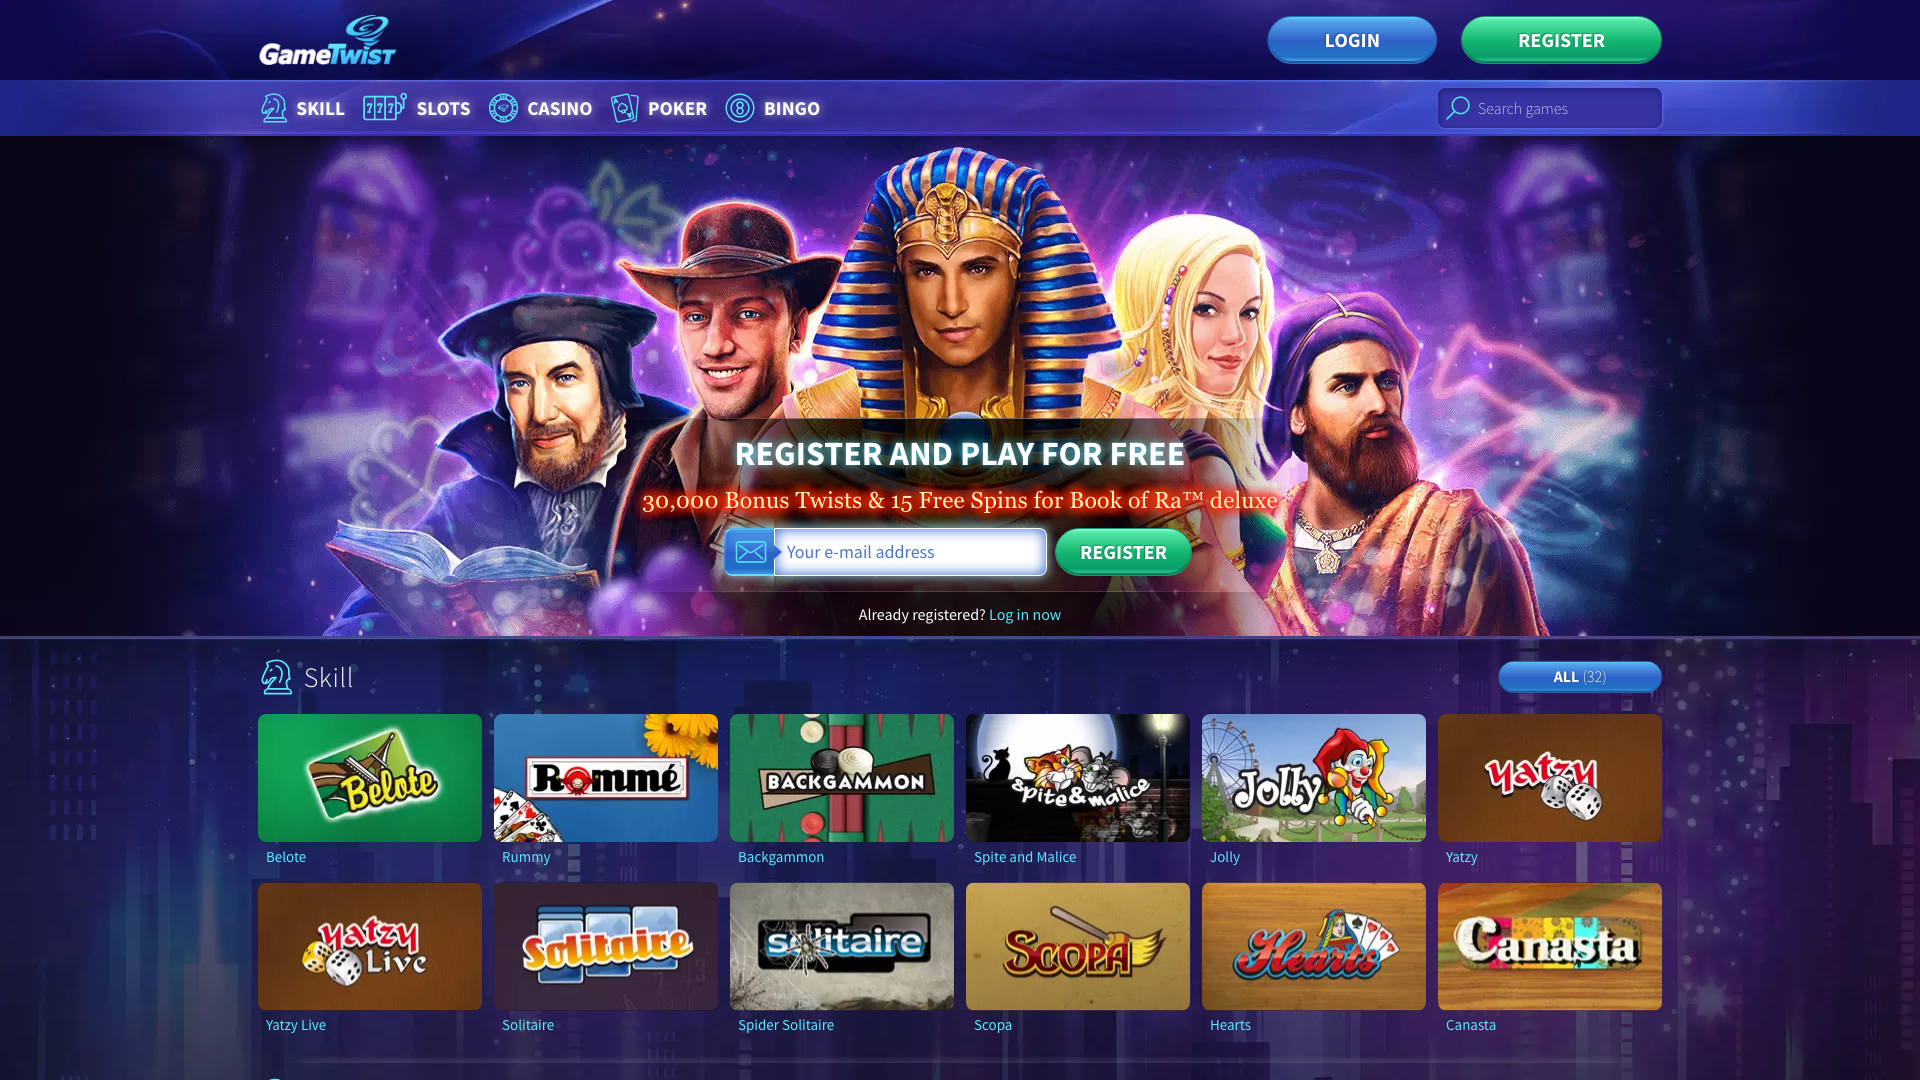 GameTwist
LOGIN
REGISTER
SKILL
SLOTS
CASINO
POKER
BINGO
Search games
REGISTER AND PLAY FOR FREE
30,000 Bonus Twists & 15 Free Spins for Book of Ra™ deluxe
Your e-mail address
REGISTER
Already registered? Log in now
Skill
ALL (32)
Belote
Rommé
BACKGAMMON
spite & malice
Jolly
Yatzy
Belote
Rummy
Backgammon
Spite and Malice
Jolly
Yatzy
Yatzy Live
Solitaire
solitaire
SCOPA
Hearts
Canasta
Yatzy Live
Solitaire
Spider Solitaire
Scopa
Hearts
Canasta